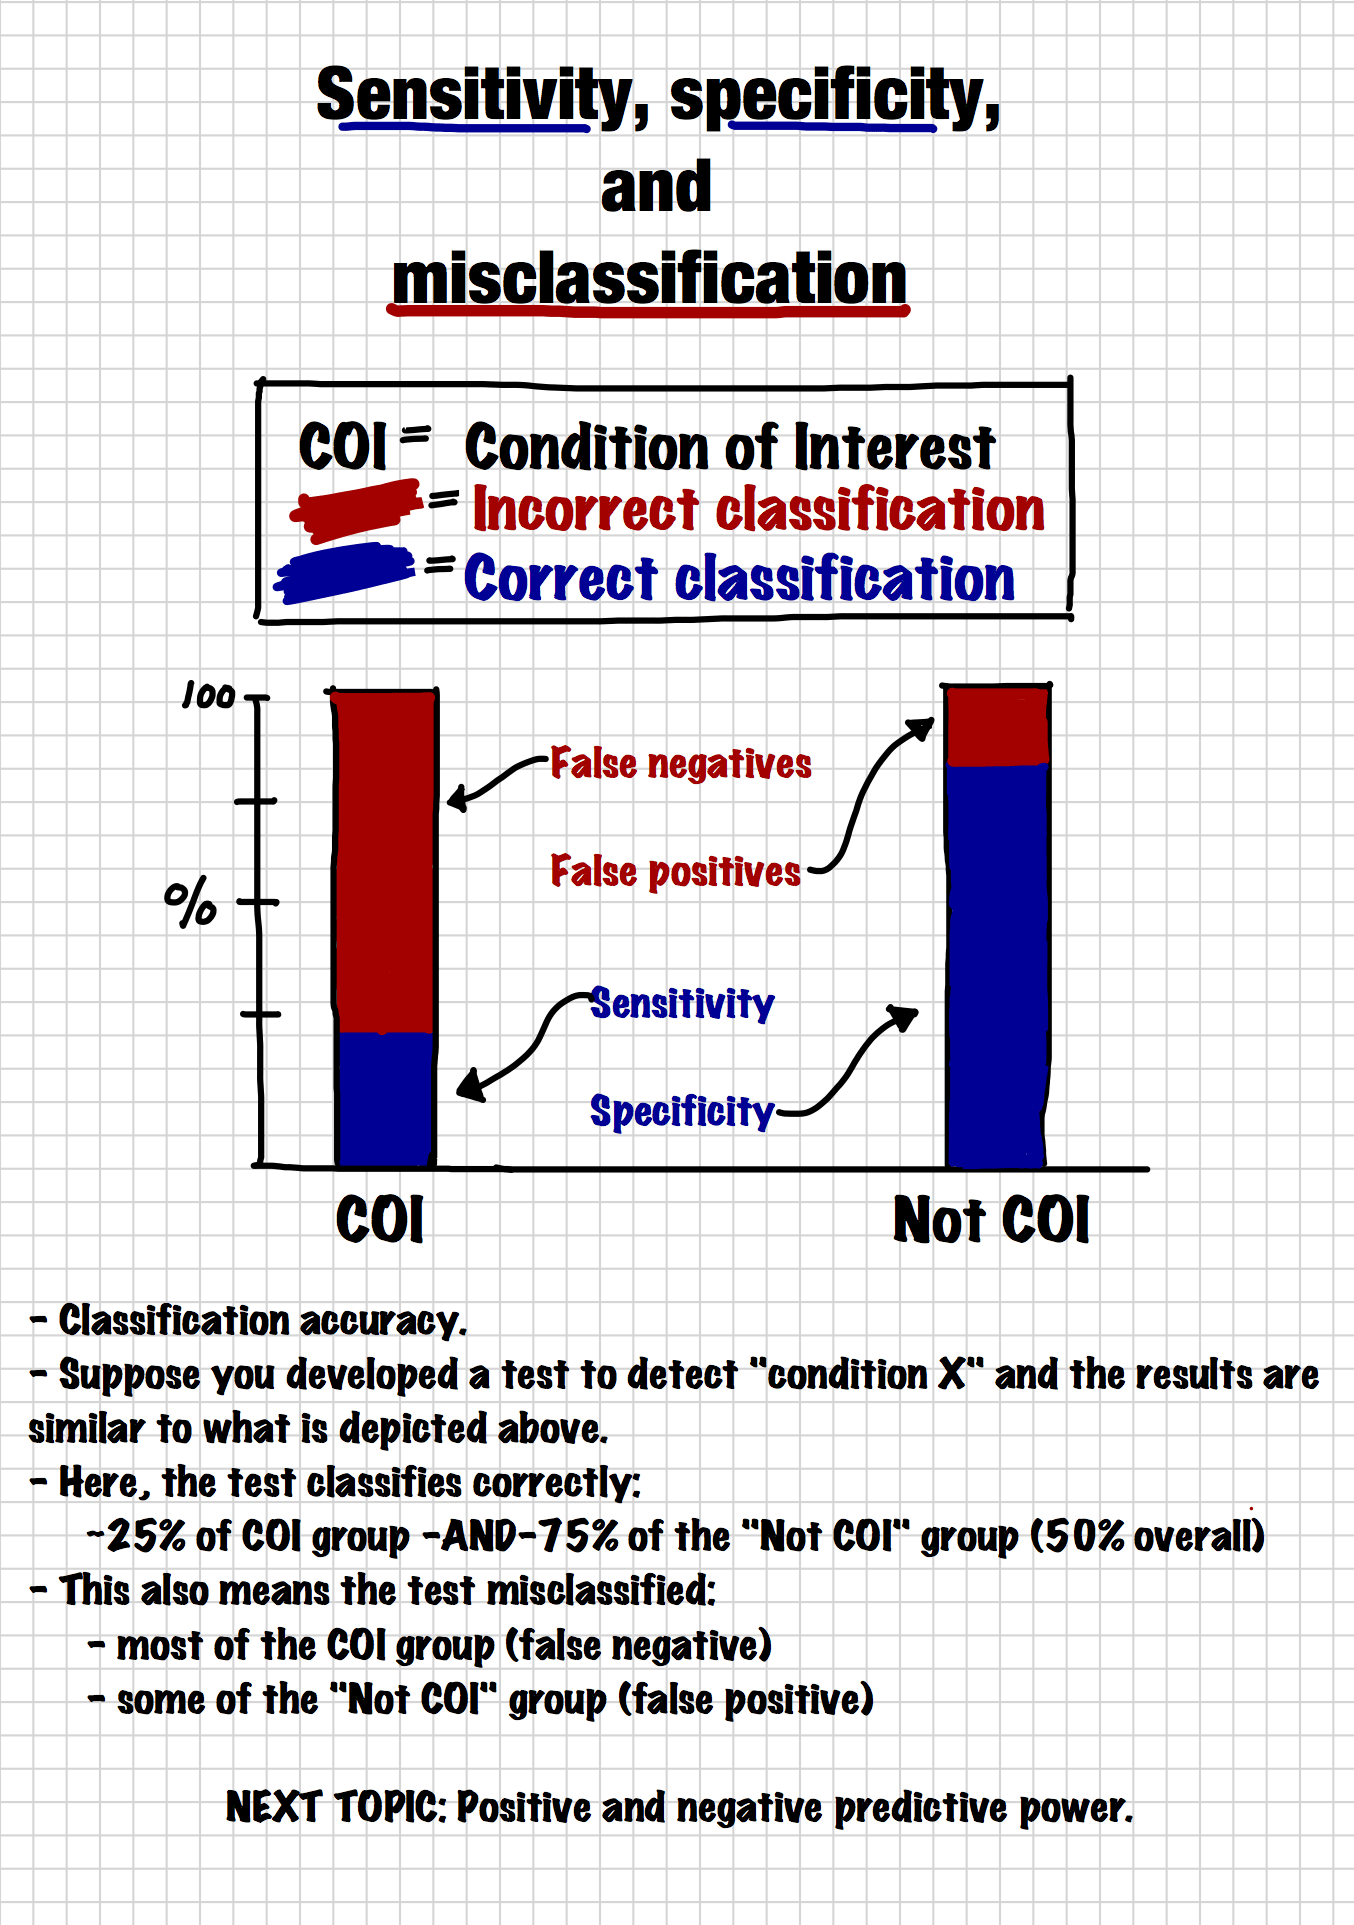 Sensitivity, specificity,
and
misclassification
COI = Condition of Interest
= Incorrect classification
= Correct classification
100
False negatives
False positives
%
Sensitivity
Specificity
COI
Not COI
- Classification accuracy.
- Suppose you developed a test to detect "condition X" and the results are
similar to what is depicted above.
- Here, the test classifies correctly:
~25% of COI group -AND-75% of the "Not COI" group (50% overall)
- This also means the test misclassified:
- most of the COI group (false negative)
- some of the "Not COI" group (false positive)
NEXT TOPIC: Positive and negative predictive power.